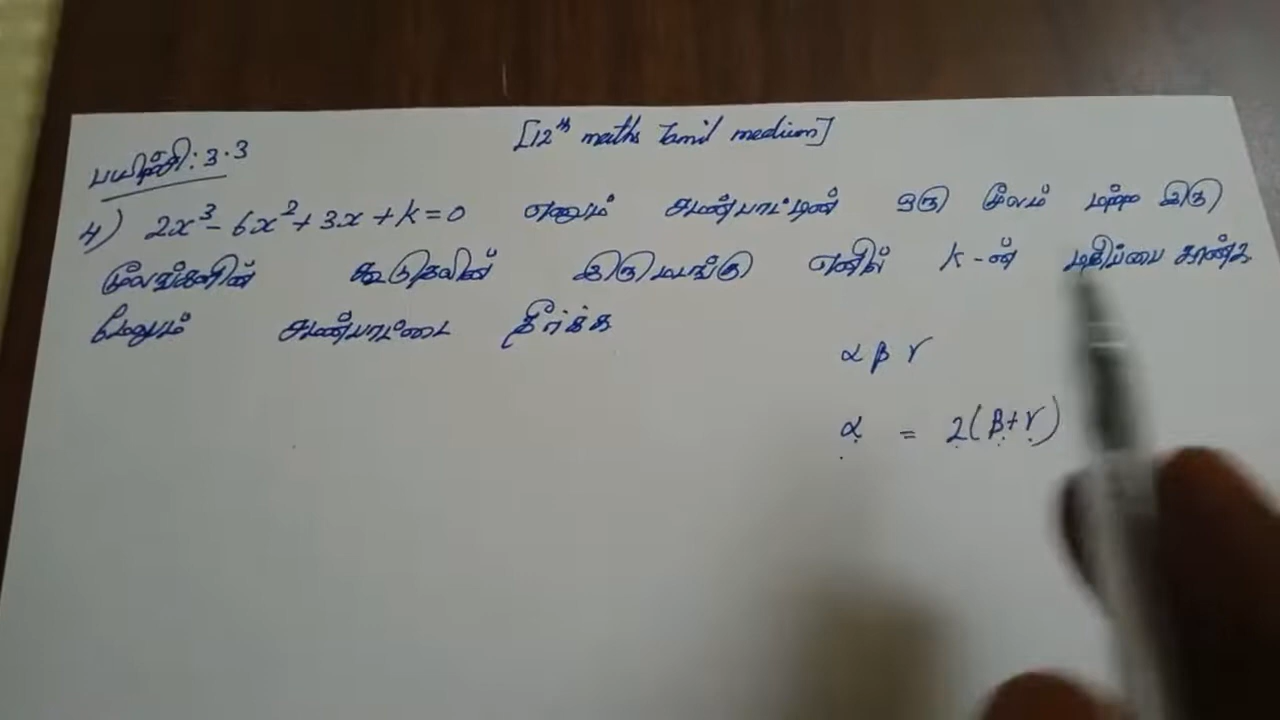 [12th maths Tamil medium]
பயிற்சி: 3.3
4) 2x³ - 6x² + 3x + k = 0 எனும் சமன்பாட்டின் ஒரு மூலம் மற்ற இரு
மூலங்களின் கூடுதலின் இருமடங்கு எனில் k-ன் மதிப்பை காண்க.
மேலும் சமன்பாட்டை தீர்க்க
α β γ
α = 2(β+γ)